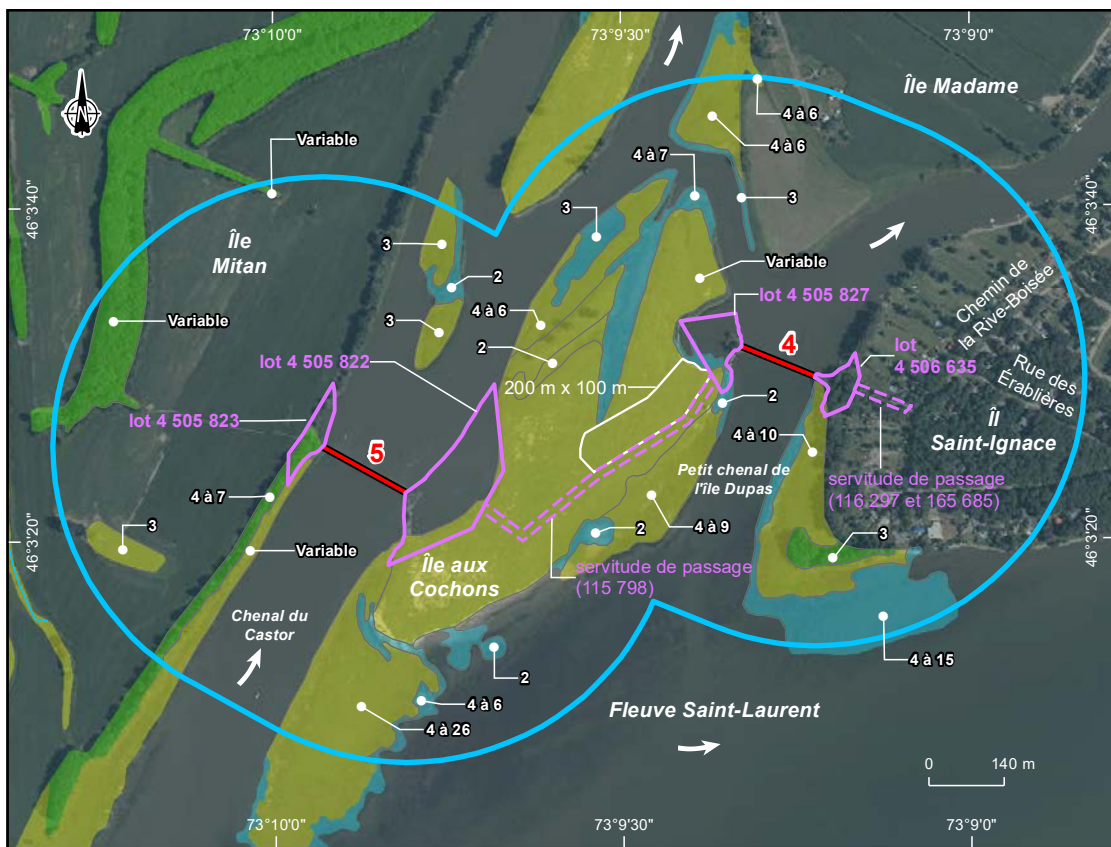 73°10'0"
73°9'30"
73°9'0"
Île Madame
N
4 à 6
Variable
4 à 6
4 à 7
46°3'40"
46°3'40"
3
3
Île
Mitan
3
2
Variable
Chemin de
la Rive-Boisée
lot 4 505 827
4 à 6
Variable
3
2
4
lot
4 506 635
lot 4 505 822
200 m x 100 m
Rue des
Érablières
lot 4 505 823
2
Îl
Saint-Ignace
5
4 à 10
Petit chenal de
l'île Dupas
servitude de passage
(116 297 et 165 685)
4 à 7
3
Variable
2
4 à 9
3
46°3'20"
46°3'20"
Île aux
Cochons
servitude de passage
(115 798)
Chenal du
Castor
2
4 à 15
4 à 6
4 à 26
Fleuve Saint-Laurent
0
140 m
73°10'0"
73°9'30"
73°9'0"